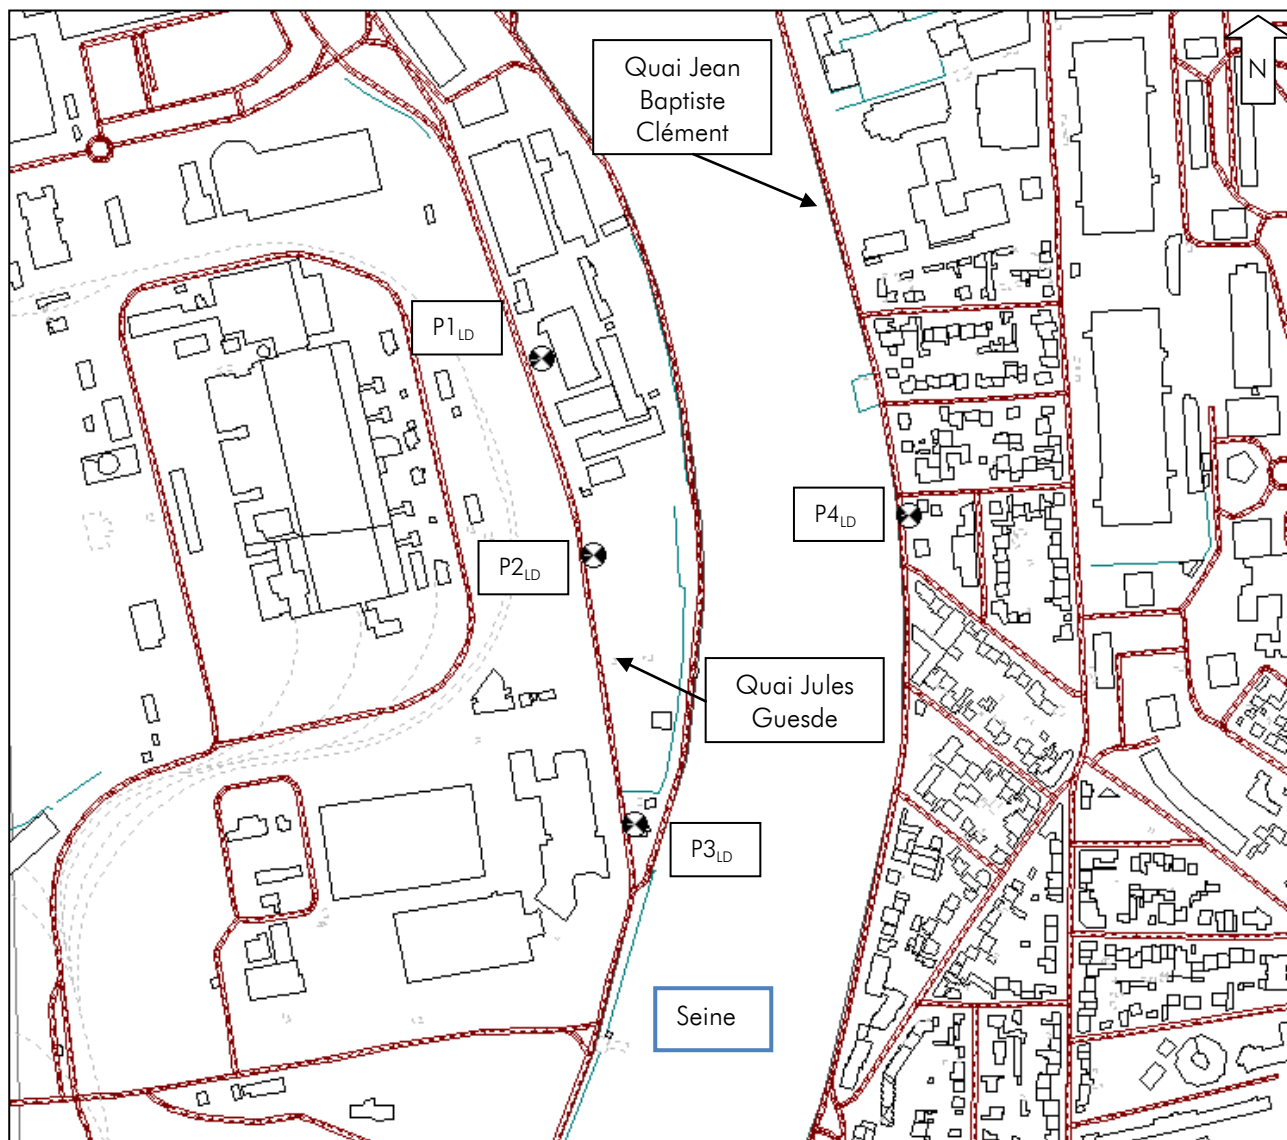 N
Quai Jean
Baptiste
Clément
P1LD
P4LD
P2LD
Quai Jules
Guesde
P3LD
Seine